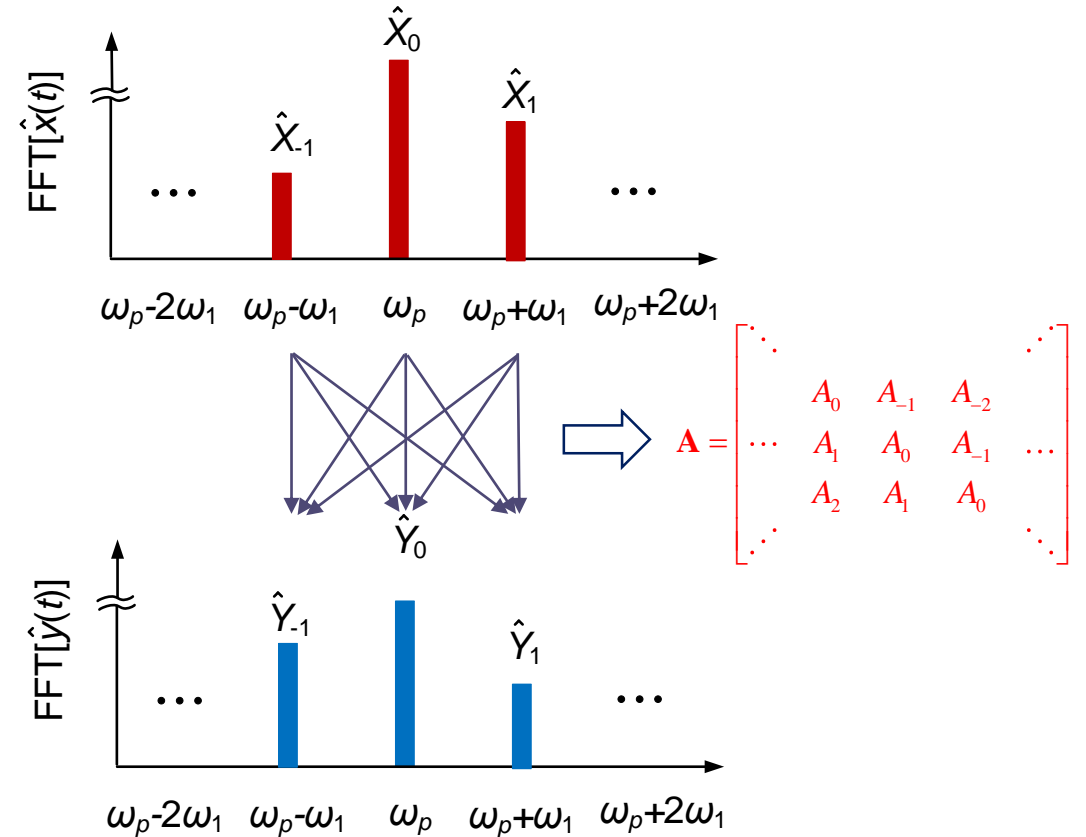 FFT[x̂(t)]
X̂₀
X̂₁
X̂₋₁
··· ···
ωₚ-2ω₁ ωₚ-ω₁ ωₚ ωₚ+ω₁ ωₚ+2ω₁
⋱ ⋰
A₀ A₋₁ A₋₂
A = ⋯ A₁ A₀ A₋₁ ⋯
A₂ A₁ A₀
⋰ ⋱
FFT[ŷ(t)]
Ŷ₀
Ŷ₋₁
Ŷ₁
··· ···
ωₚ-2ω₁ ωₚ-ω₁ ωₚ ωₚ+ω₁ ωₚ+2ω₁